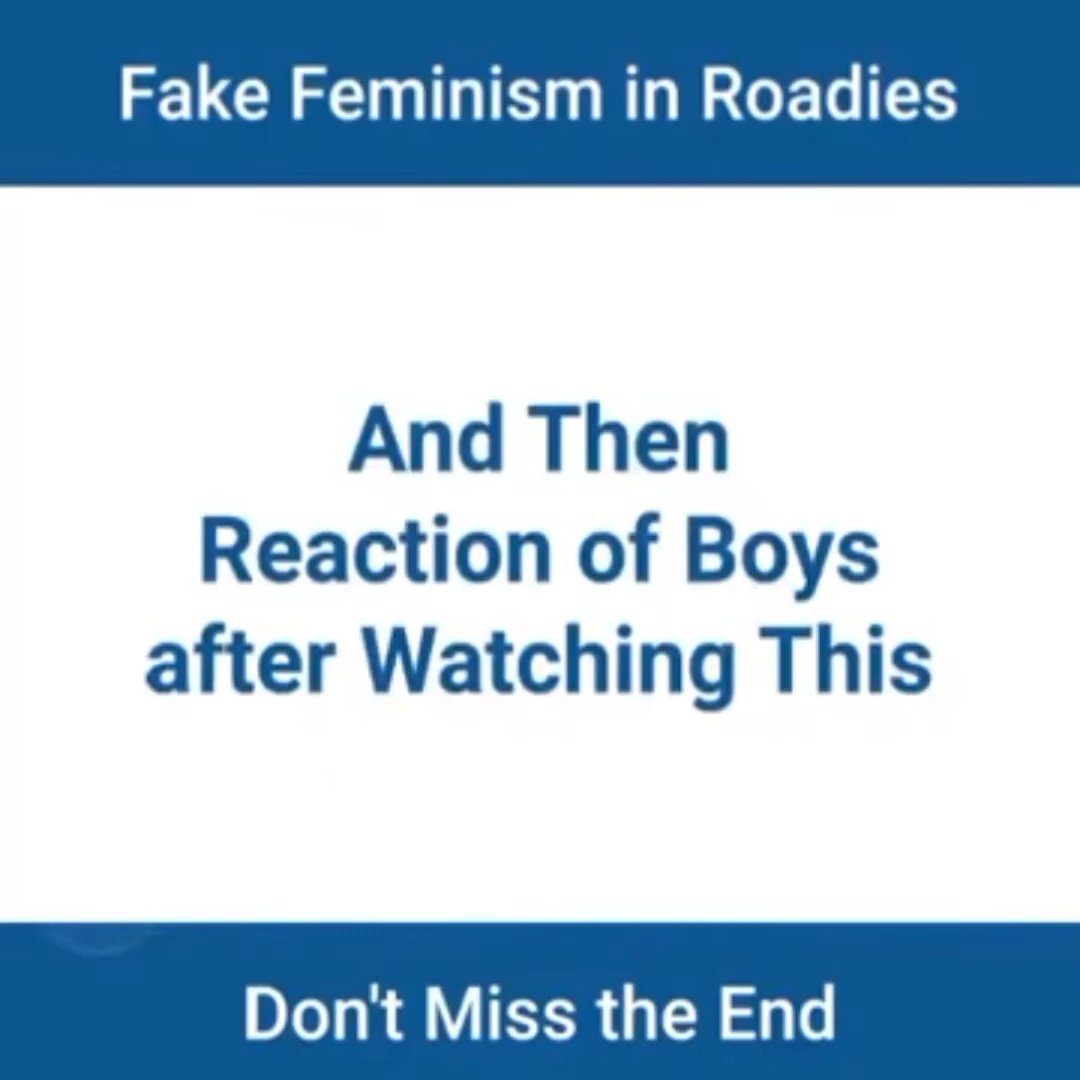 Fake Feminism in Roadies
And Then
Reaction of Boys
after Watching This
Don't Miss the End